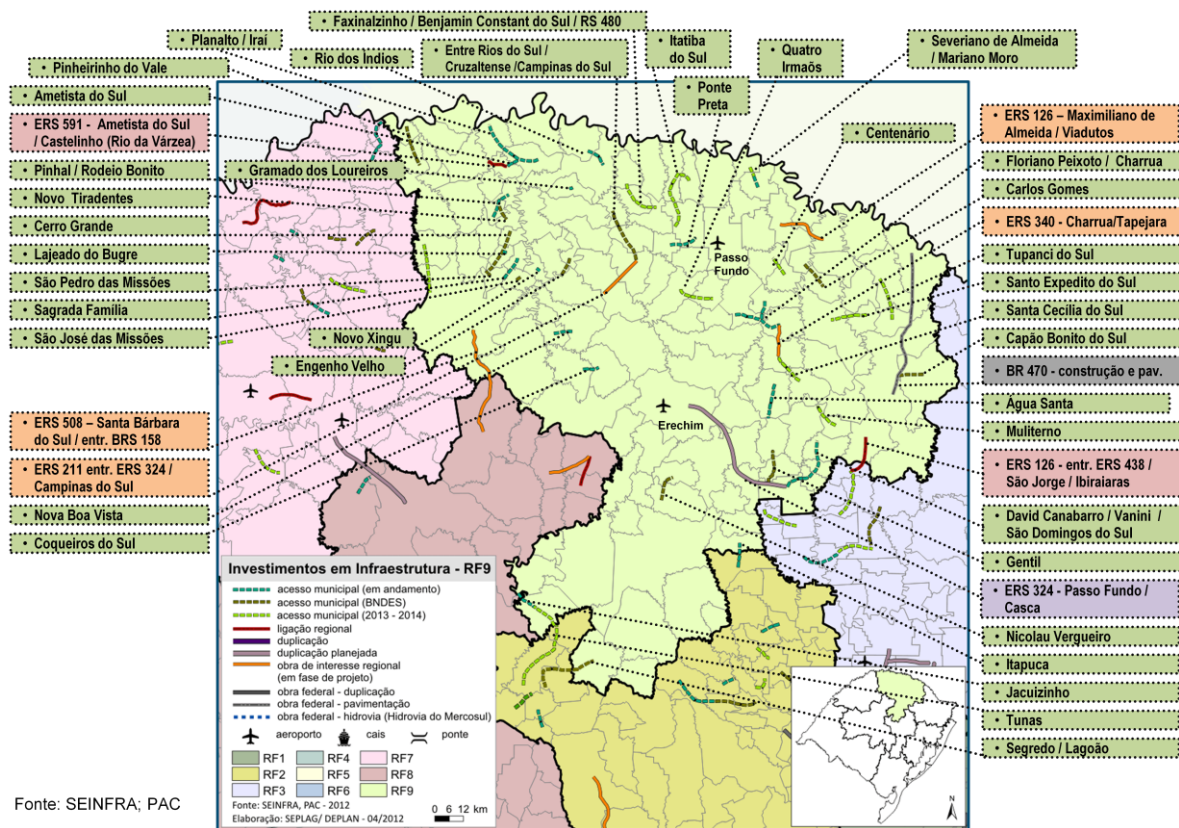 • Faxinalzinho / Benjamin Constant do Sul / RS 480
• Planalto / Iraí
• Rio dos Indios
• Entre Rios do Sul /
Cruzaltense /Campinas do Sul
• Itatiba
do Sul
• Quatro
Irmaõs
• Severiano de Almeida
/ Mariano Moro
• Pinheirinho do Vale
• Ponte
Preta
• Ametista do Sul
• Centenário
• ERS 591 - Ametista do Sul
/ Castelinho (Rio da Várzea)
• Pinhal / Rodeio Bonito
• Gramado dos Loureiros
• Novo Tiradentes
• Cerro Grande
• Lajeado do Bugre
• São Pedro das Missões
• Sagrada Família
• São José das Missões
• Novo Xingu
• Engenho Velho
• ERS 508 – Santa Bárbara
do Sul / entr. BRS 158
• ERS 211 entr. ERS 324 /
Campinas do Sul
• Nova Boa Vista
• Coqueiros do Sul
• ERS 126 – Maximiliano de
Almeida / Viadutos
• Floriano Peixoto / Charrua
• Carlos Gomes
• ERS 340 - Charrua/Tapejara
• Tupanci do Sul
• Santo Expedito do Sul
• Santa Cecília do Sul
• Capão Bonito do Sul
• BR 470 - construção e pav.
• Água Santa
• Muliterno
• ERS 126 - entr. ERS 438 /
São Jorge / Ibiraiaras
• David Canabarro / Vanini /
São Domingos do Sul
• Gentil
• ERS 324 - Passo Fundo /
Casca
• Nicolau Vergueiro
• Itapuca
• Jacuizinho
• Tunas
• Segredo / Lagoão
Passo
Fundo
Erechim
Investimentos em Infraestrutura - RF9
acesso municipal (em andamento)
acesso municipal (BNDES)
acesso municipal (2013 - 2014)
ligação regional
duplicação
duplicação planejada
obra de interesse regional
(em fase de projeto)
obra federal - duplicação
obra federal - pavimentação
obra federal - hidrovia (Hidrovia do Mercosul)
aeroporto cais ponte
RF1 RF4 RF7
RF2 RF5 RF8
RF3 RF6 RF9
Fonte: SEINFRA, PAC - 2012
Elaboração: SEPLAG/ DEPLAN - 04/2012
0 6 12 km
N
Fonte: SEINFRA; PAC